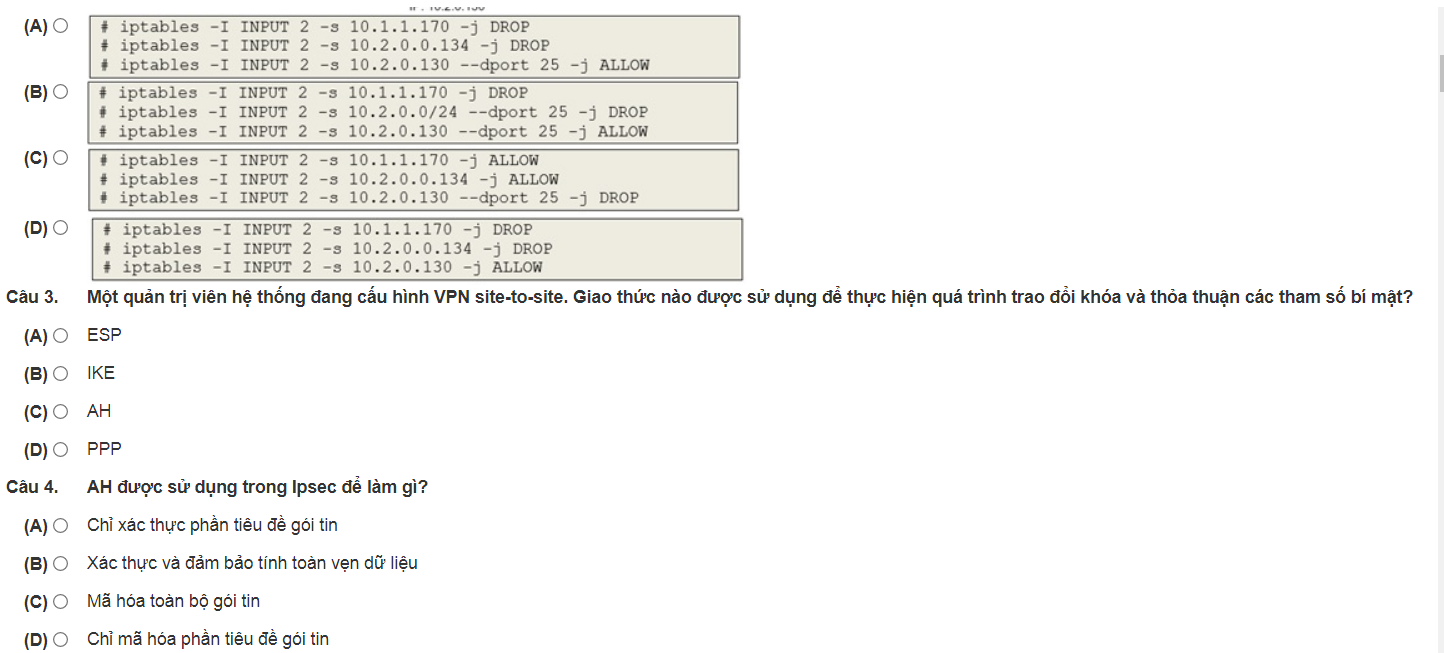 (A) # iptables -I INPUT 2 -s 10.1.1.170 -j DROP
# iptables -I INPUT 2 -s 10.2.0.0.134 -j DROP
# iptables -I INPUT 2 -s 10.2.0.130 --dport 25 -j ALLOW
(B) # iptables -I INPUT 2 -s 10.1.1.170 -j DROP
# iptables -I INPUT 2 -s 10.2.0.0/24 --dport 25 -j DROP
# iptables -I INPUT 2 -s 10.2.0.130 --dport 25 -j ALLOW
(C) # iptables -I INPUT 2 -s 10.1.1.170 -j ALLOW
# iptables -I INPUT 2 -s 10.2.0.0.134 -j ALLOW
# iptables -I INPUT 2 -s 10.2.0.130 --dport 25 -j DROP
(D) # iptables -I INPUT 2 -s 10.1.1.170 -j DROP
# iptables -I INPUT 2 -s 10.2.0.0.134 -j DROP
# iptables -I INPUT 2 -s 10.2.0.130 -j ALLOW
Câu 3. Một quản trị viên hệ thống đang cấu hình VPN site-to-site. Giao thức nào được sử dụng để thực hiện quá trình trao đổi khóa và thỏa thuận các tham số bí mật?
(A) ESP
(B) IKE
(C) AH
(D) PPP
Câu 4. AH được sử dụng trong Ipsec để làm gì?
(A) Chỉ xác thực phần tiêu đề gói tin
(B) Xác thực và đảm bảo tính toàn vẹn dữ liệu
(C) Mã hóa toàn bộ gói tin
(D) Chỉ mã hóa phần tiêu đề gói tin